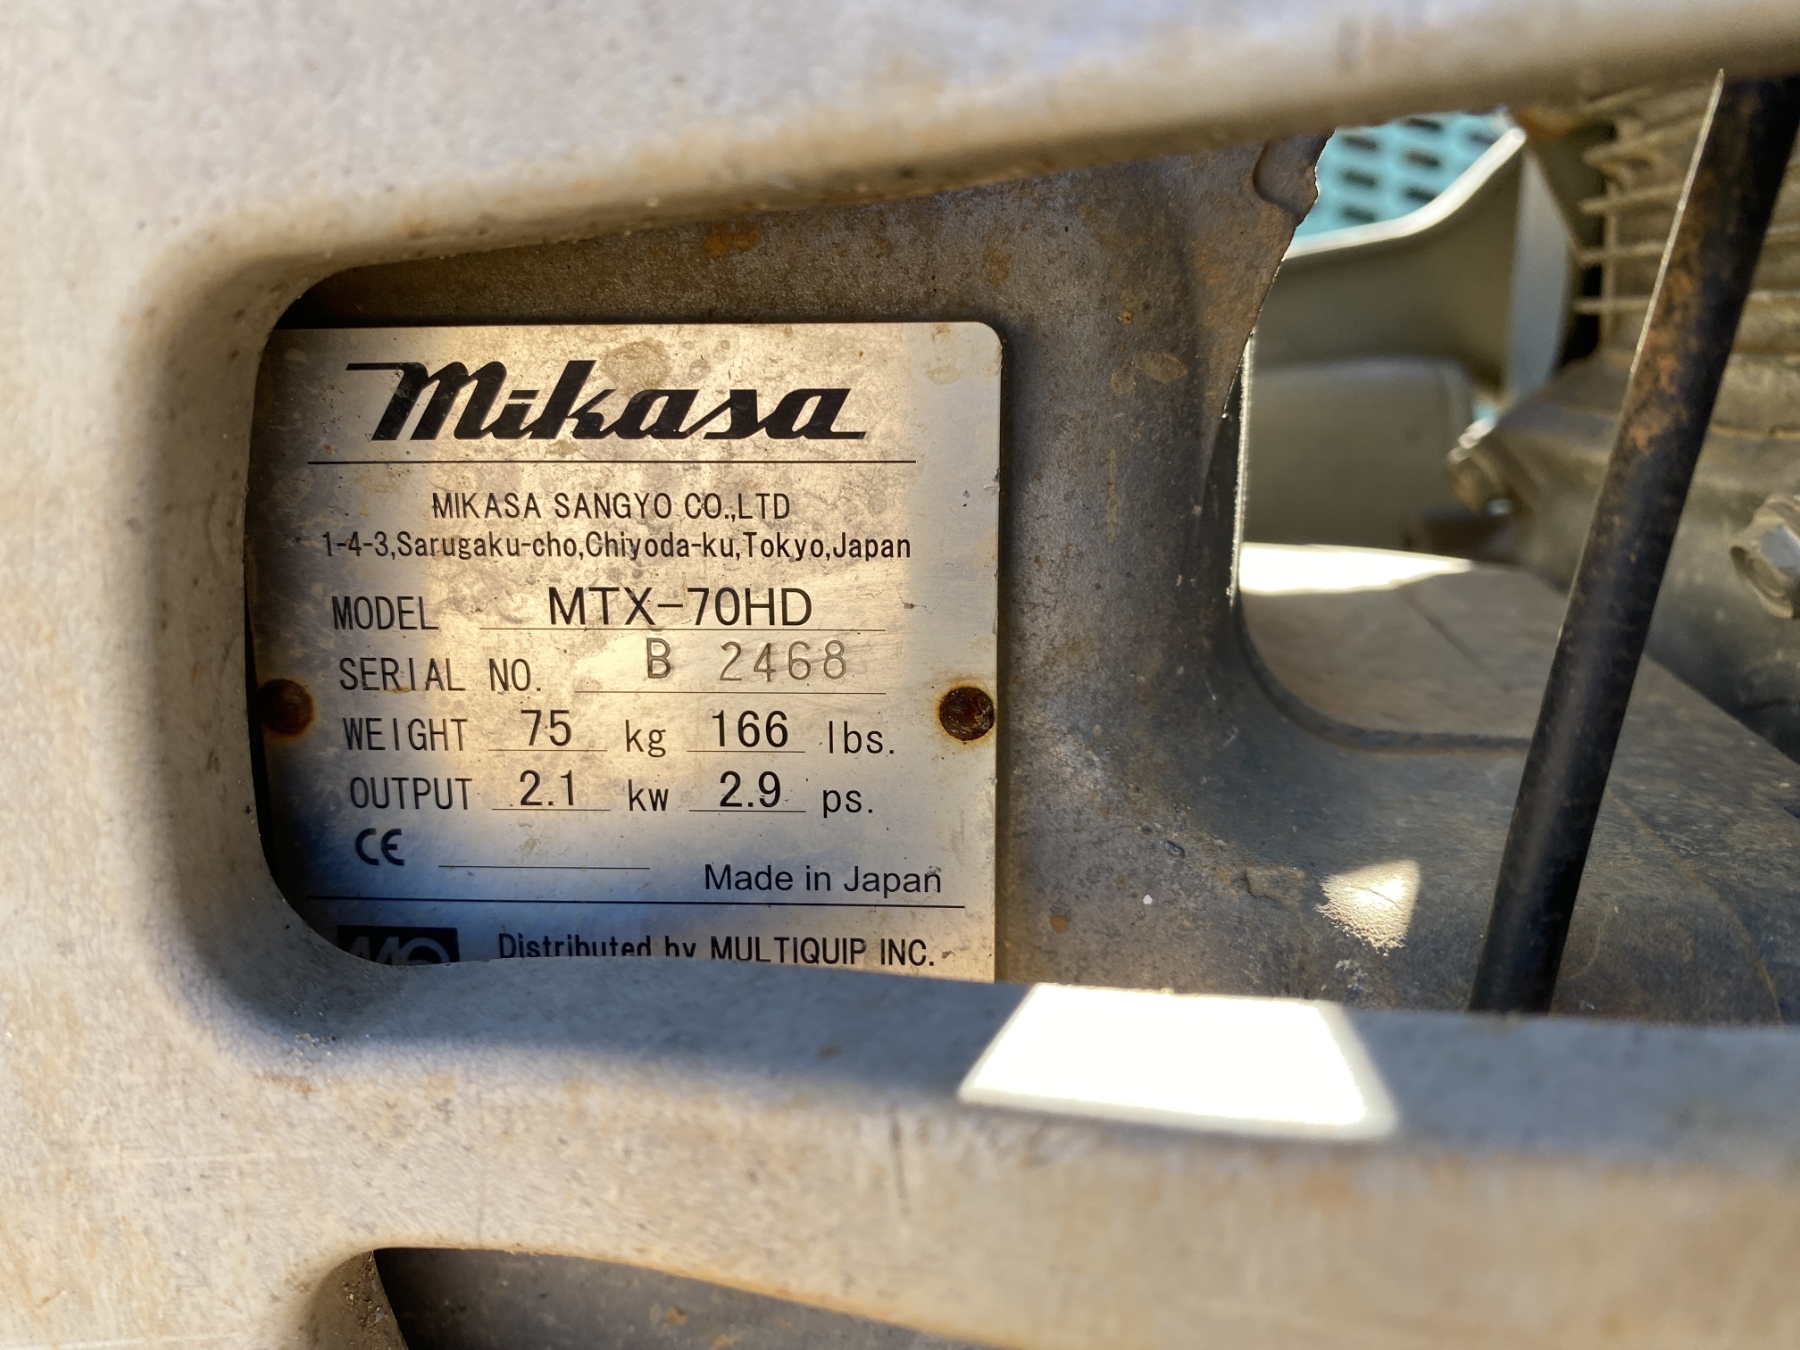 mikasa
MIKASA SANGYO CO.,LTD
1-4-3,Sarugaku-cho,Chiyoda-ku,Tokyo,Japan
MODEL MTX-70HD
SERIAL NO. B 2468
WEIGHT 75 kg 166 lbs.
OUTPUT 2.1 kw 2.9 ps.
CE
Made in Japan
MQ Distributed by MULTIQUIP INC.